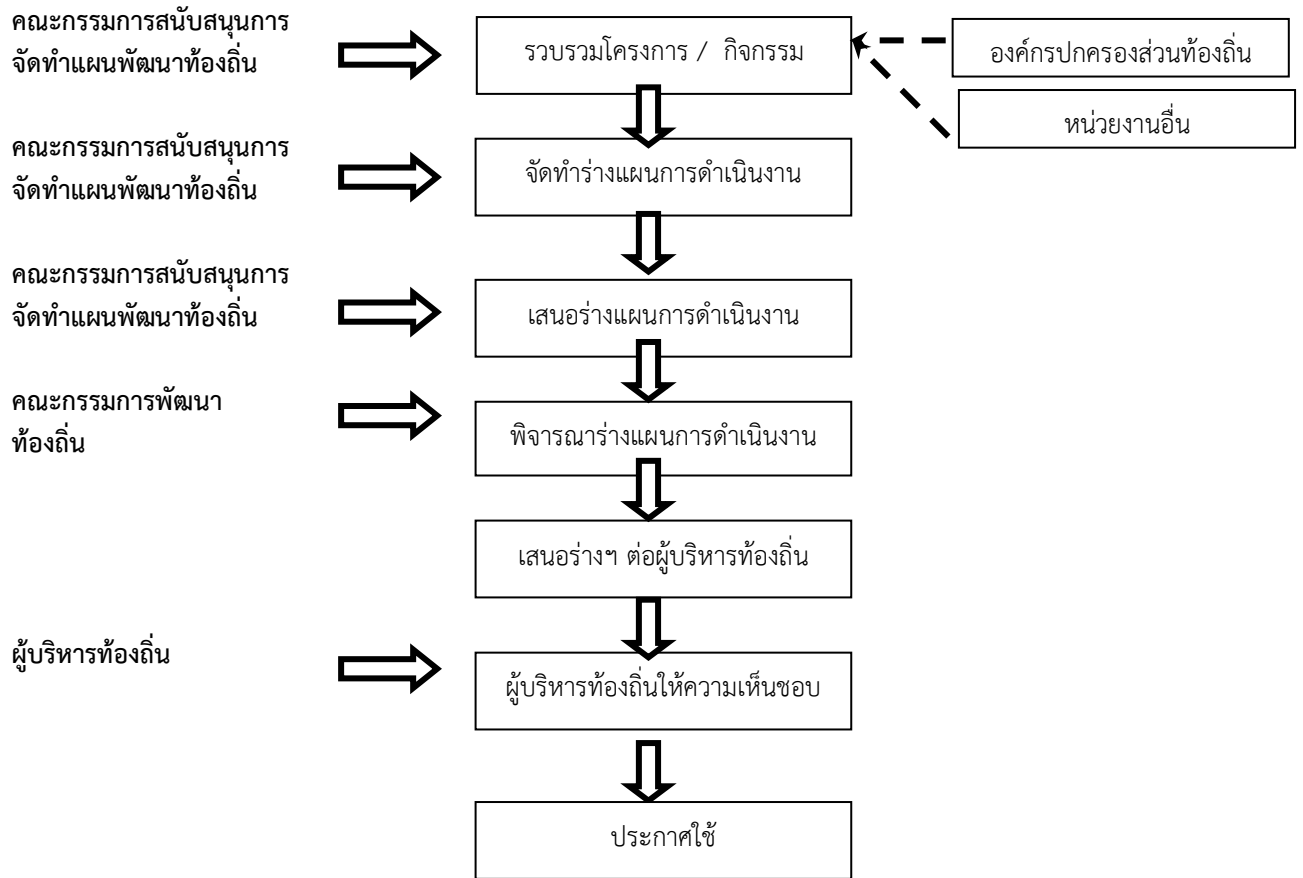 คณะกรรมการสนับสนุนการ
จัดทำแผนพัฒนาท้องถิ่น
รวบรวมโครงการ / กิจกรรม
องค์กรปกครองส่วนท้องถิ่น
หน่วยงานอื่น
คณะกรรมการสนับสนุนการ
จัดทำแผนพัฒนาท้องถิ่น
จัดทำร่างแผนการดำเนินงาน
คณะกรรมการสนับสนุนการ
จัดทำแผนพัฒนาท้องถิ่น
เสนอร่างแผนการดำเนินงาน
คณะกรรมการพัฒนา
ท้องถิ่น
พิจารณาร่างแผนการดำเนินงาน
เสนอร่างฯ ต่อผู้บริหารท้องถิ่น
ผู้บริหารท้องถิ่น
ผู้บริหารท้องถิ่นให้ความเห็นชอบ
ประกาศใช้